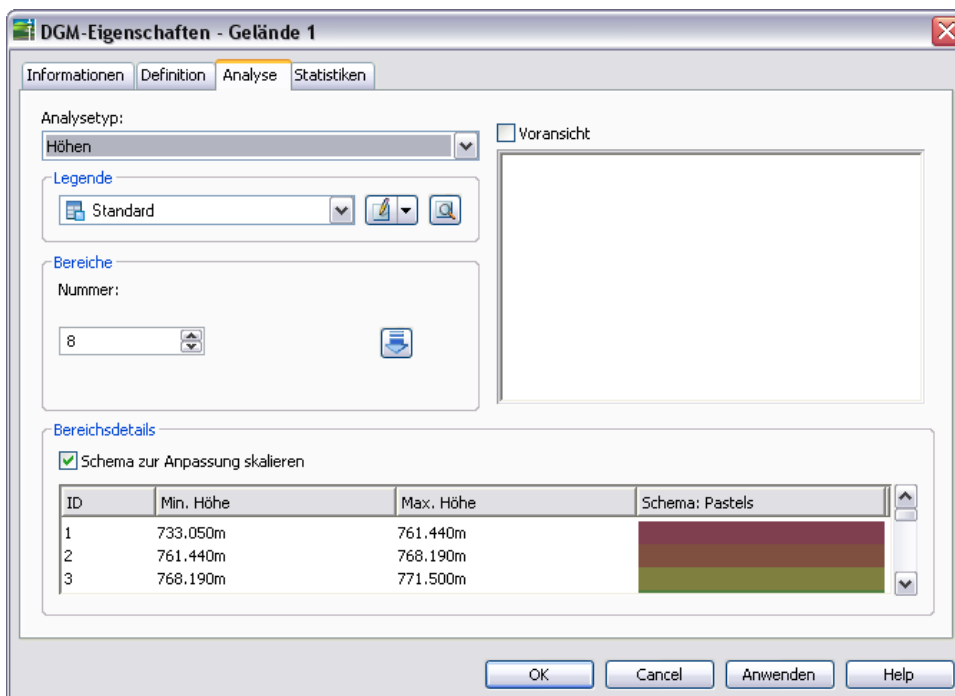 DGM-Eigenschaften - Gelände 1
Informationen Definition Analyse Statistiken
Analysetyp:
Höhen
Voransicht
Legende
Standard
Bereiche
Nummer:
8
Bereichsdetails
Schema zur Anpassung skalieren
ID Min. Höhe Max. Höhe Schema: Pastels
1 733.050m 761.440m
2 761.440m 768.190m
3 768.190m 771.500m
OK Cancel Anwenden Help